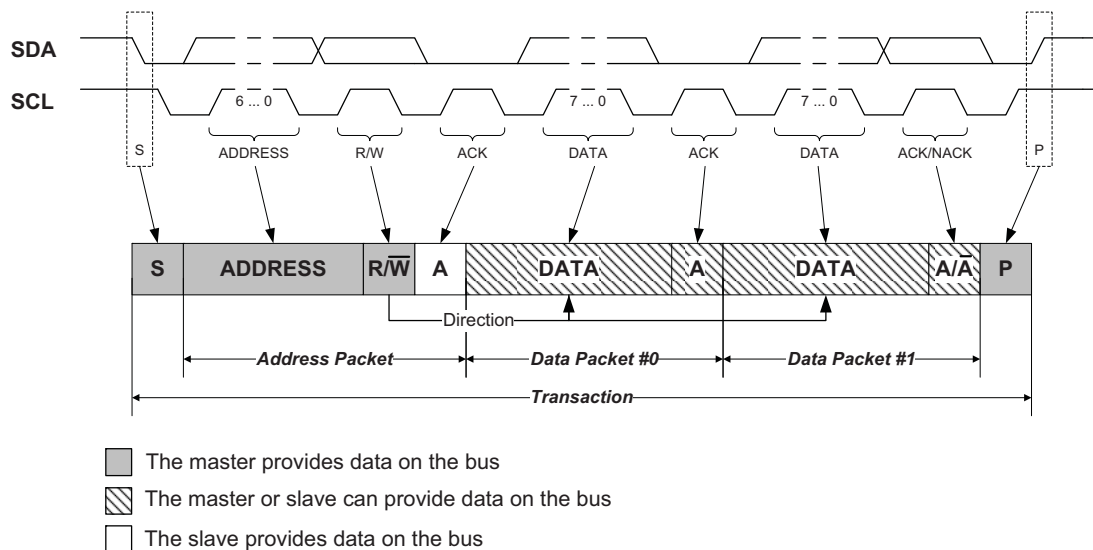 SDA
SCL
6 ... 0
7 ... 0
7 ... 0
S
ADDRESS
R/W
ACK
DATA
ACK
DATA
ACK/NACK
P
S
ADDRESS
R/W̅
A
DATA
A
DATA
A/A̅
P
Direction
Address Packet
Data Packet #0
Data Packet #1
Transaction
The master provides data on the bus
The master or slave can provide data on the bus
The slave provides data on the bus